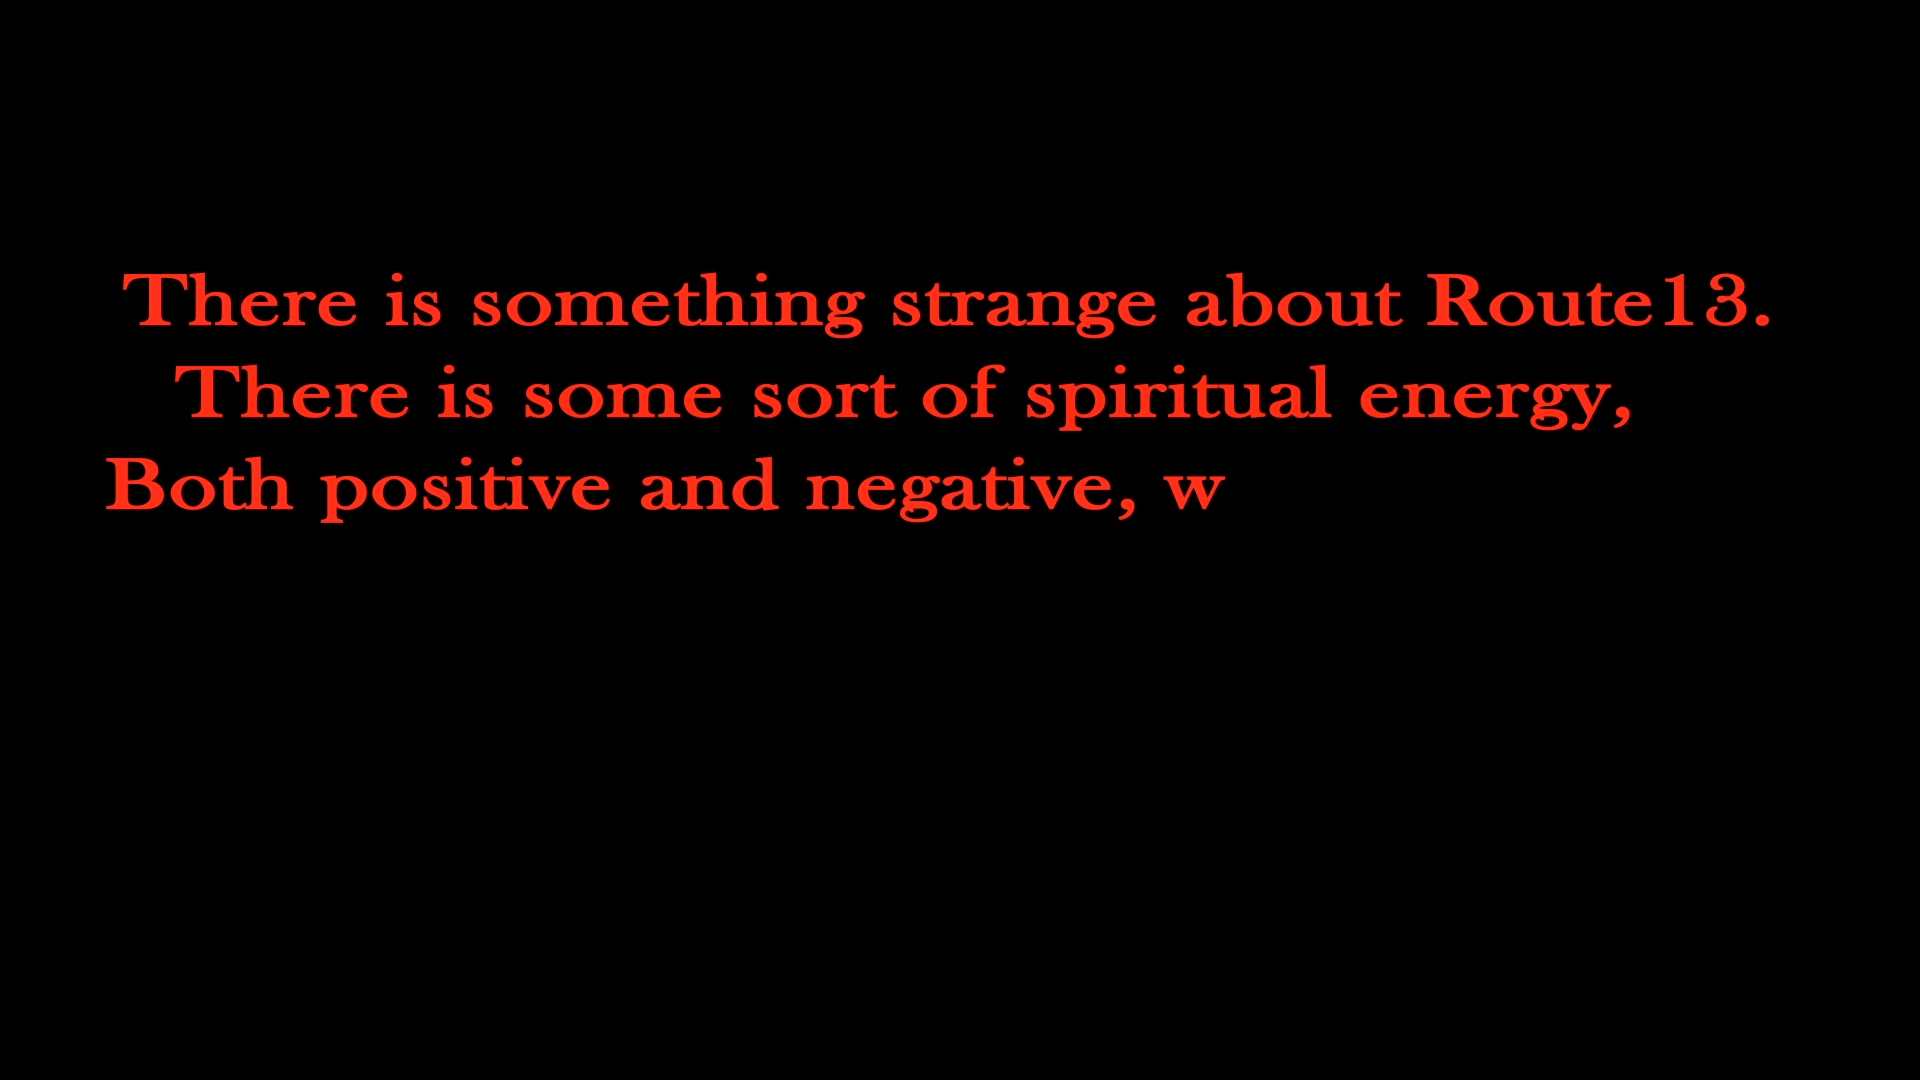 There is something strange about Route13.
There is some sort of spiritual energy,
Both positive and negative, w